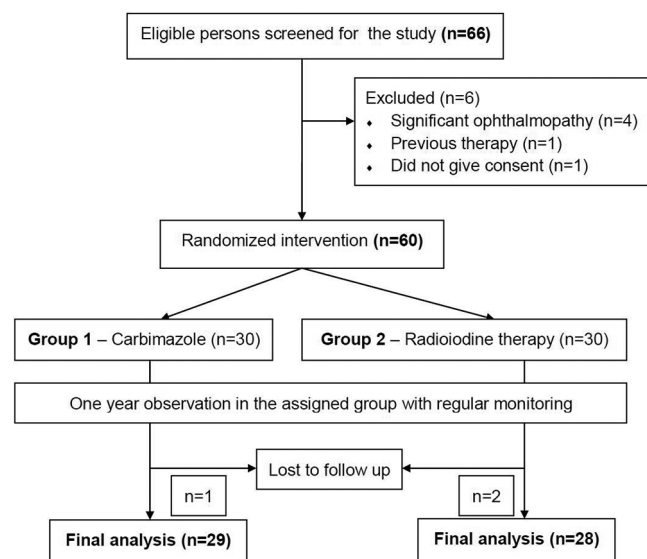 Eligible persons screened for the study (n=66)
Excluded (n=6)
⬧ Significant ophthalmopathy (n=4)
⬧ Previous therapy (n=1)
⬧ Did not give consent (n=1)
Randomized intervention (n=60)
Group 1 – Carbimazole (n=30)
Group 2 – Radioiodine therapy (n=30)
One year observation in the assigned group with regular monitoring
Lost to follow up
n=1
n=2
Final analysis (n=29)
Final analysis (n=28)